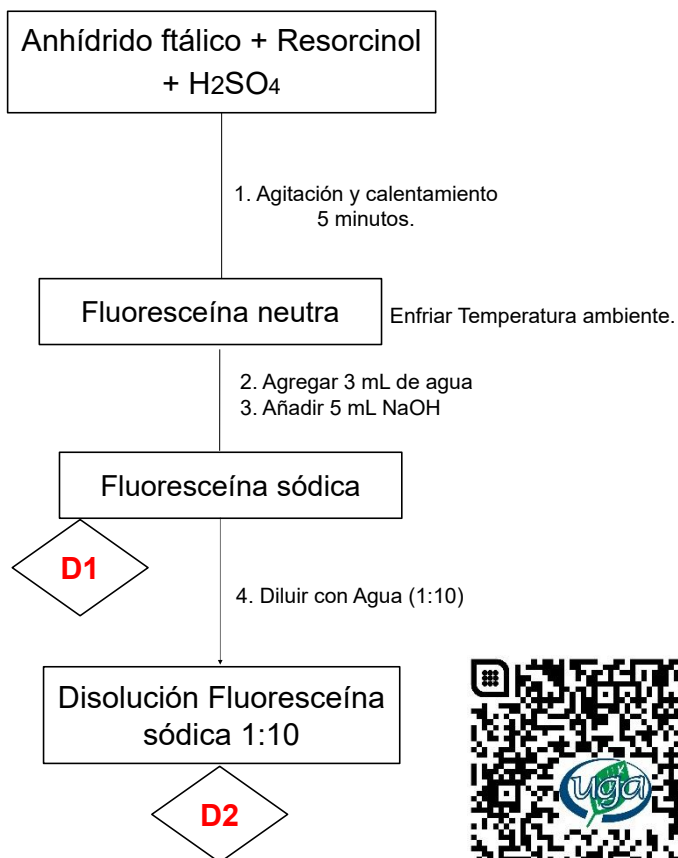 Anhídrido ftálico + Resorcinol
+ H2SO4
1. Agitación y calentamiento
5 minutos.
Fluoresceína neutra
Enfriar Temperatura ambiente.
2. Agregar 3 mL de agua
3. Añadir 5 mL NaOH
Fluoresceína sódica
D1
4. Diluir con Agua (1:10)
Disolución Fluoresceína
sódica 1:10
uga
D2